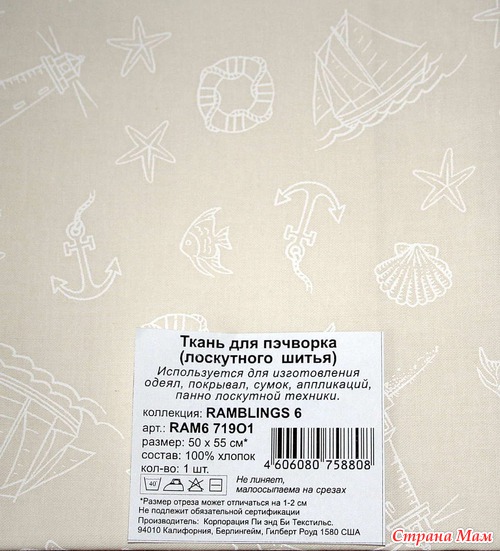 Ткань для пэчворка
(лоскутного шитья)
Используется для изготовления
одеял, покрывал, сумок, аппликаций,
панно лоскутной техники.
коллекция: RAMBLINGS 6
арт.: RAM6 719O1
размер: 50 x 55 см*
состав: 100% хлопок
кол-во: 1 шт.
4 606080 758808
40
Не линяет,
малоосыпаема на срезах
*Размер отреза может отличаться на 1-2 см
Не подлежит обязательной сертификации
Производитель: Корпорация Пи энд Би Текстильс.
94010 Калифорния, Берлингейм, Гилберт Роуд 1580 США
Страна Мам